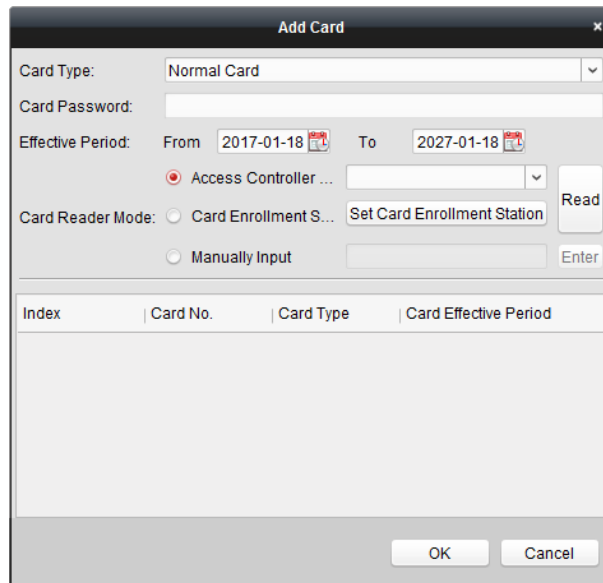 Add Card
Card Type: Normal Card
Card Password:
Effective Period: From 2017-01-18 To 2027-01-18
Access Controller ...
Read
Card Reader Mode: Card Enrollment S... Set Card Enrollment Station
Manually Input Enter
Index Card No. Card Type Card Effective Period
OK Cancel